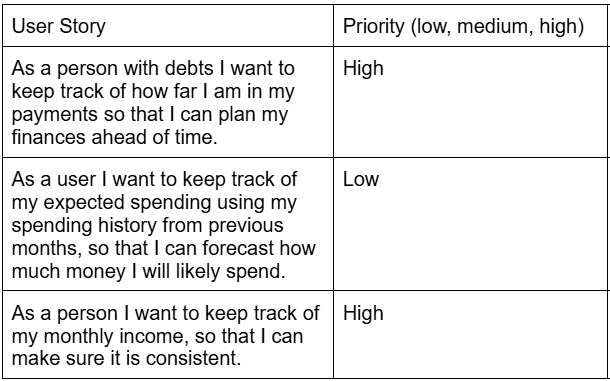 User Story
Priority (low, medium, high)
As a person with debts I want to
keep track of how far I am in my
payments so that I can plan my
finances ahead of time.
High
As a user I want to keep track of
my expected spending using my
spending history from previous
months, so that I can forecast how
much money I will likely spend.
Low
As a person I want to keep track of
my monthly income, so that I can
make sure it is consistent.
High